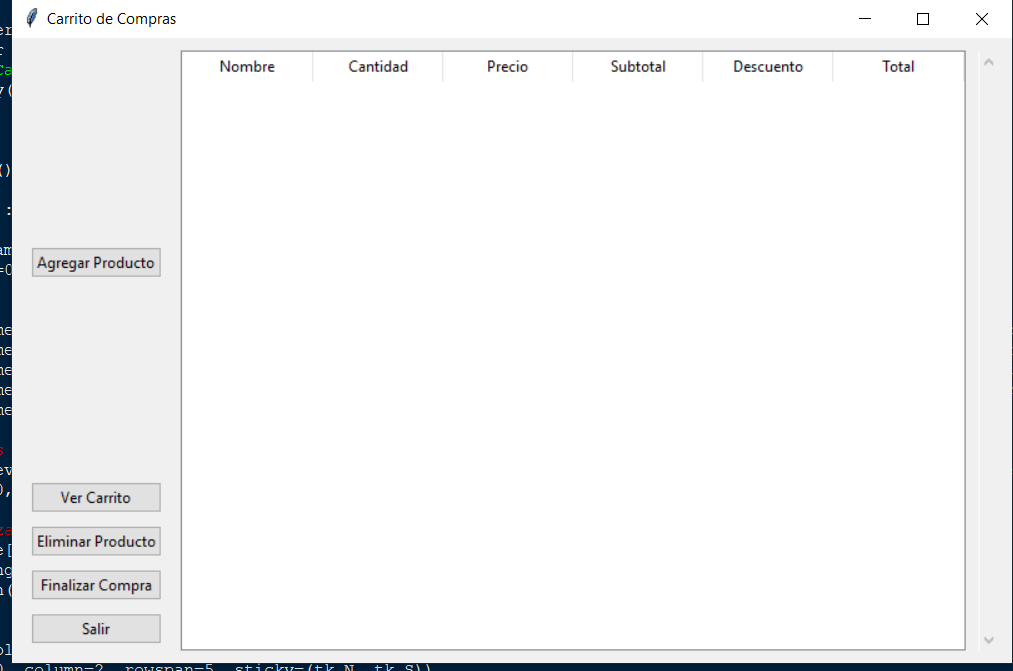 Carrito de Compras
Nombre Cantidad Precio Subtotal Descuento Total
Agregar Producto
Ver Carrito
Eliminar Producto
Finalizar Compra
Salir
column=2, rowspan=5, sticky=(tk.N, tk.S))